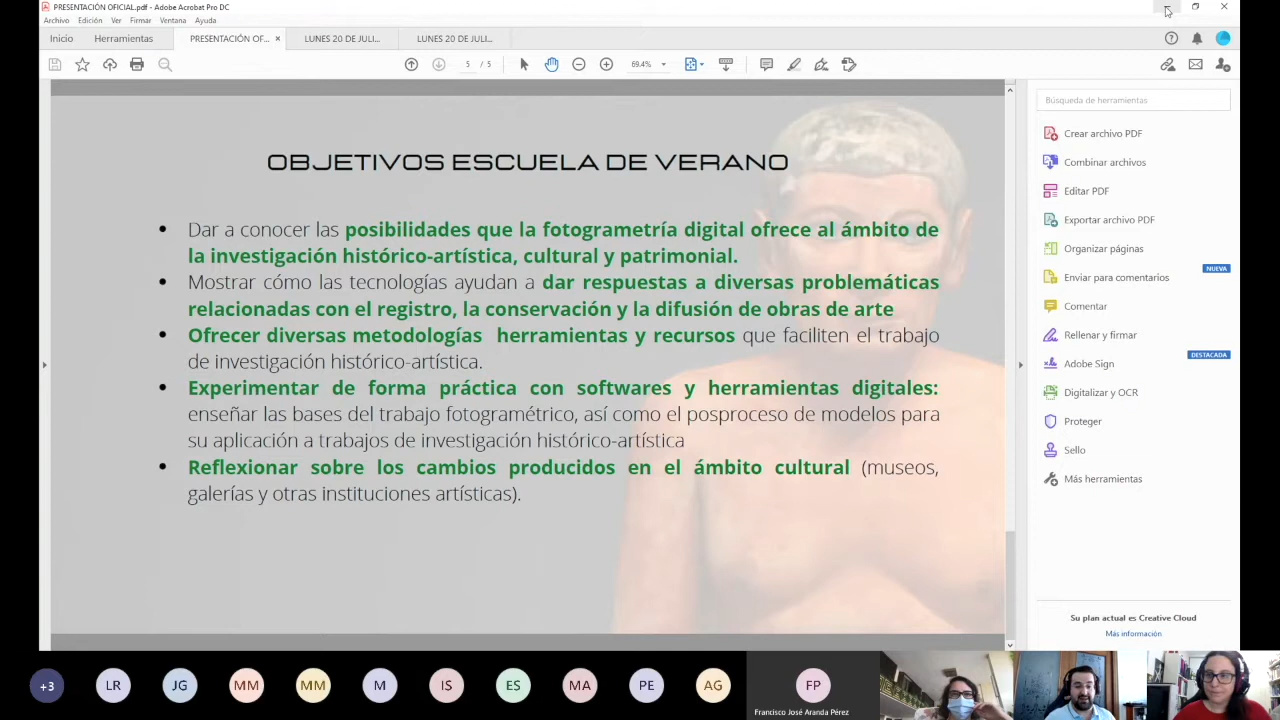 PRESENTACIÓN OFICIAL.pdf - Adobe Acrobat Pro DC
Archivo Edición Ver Firmar Ventana Ayuda
Inicio Herramientas PRESENTACIÓN OF... × LUNES 20 DE JULI... LUNES 20 DE JULI...
5 / 5 69.4%
OBJETIVOS ESCUELA DE VERANO
• Dar a conocer las posibilidades que la fotogrametría digital ofrece al ámbito de
la investigación histórico-artística, cultural y patrimonial.
• Mostrar cómo las tecnologías ayudan a dar respuestas a diversas problemáticas
relacionadas con el registro, la conservación y la difusión de obras de arte
• Ofrecer diversas metodologías herramientas y recursos que faciliten el trabajo
de investigación histórico-artística.
• Experimentar de forma práctica con softwares y herramientas digitales:
enseñar las bases del trabajo fotogramétrico, así como el posproceso de modelos para
su aplicación a trabajos de investigación histórico-artística
• Reflexionar sobre los cambios producidos en el ámbito cultural (museos,
galerías y otras instituciones artísticas).
Búsqueda de herramientas
Crear archivo PDF
Combinar archivos
Editar PDF
Exportar archivo PDF
Organizar páginas
NUEVA
Enviar para comentarios
Comentar
Rellenar y firmar
DESTACADA
Adobe Sign
Digitalizar y OCR
Proteger
Sello
Más herramientas
Su plan actual es Creative Cloud
Más información
+3 LR JG MM MM M IS ES MA PE AG FP
Francisco José Aranda Pérez